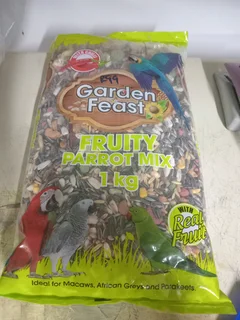 Garden
Feast
FRUITY
PARROT MIX
1 kg
WITH
Real
Fruit
Ideal for Macaws, African Greys and Parakeets